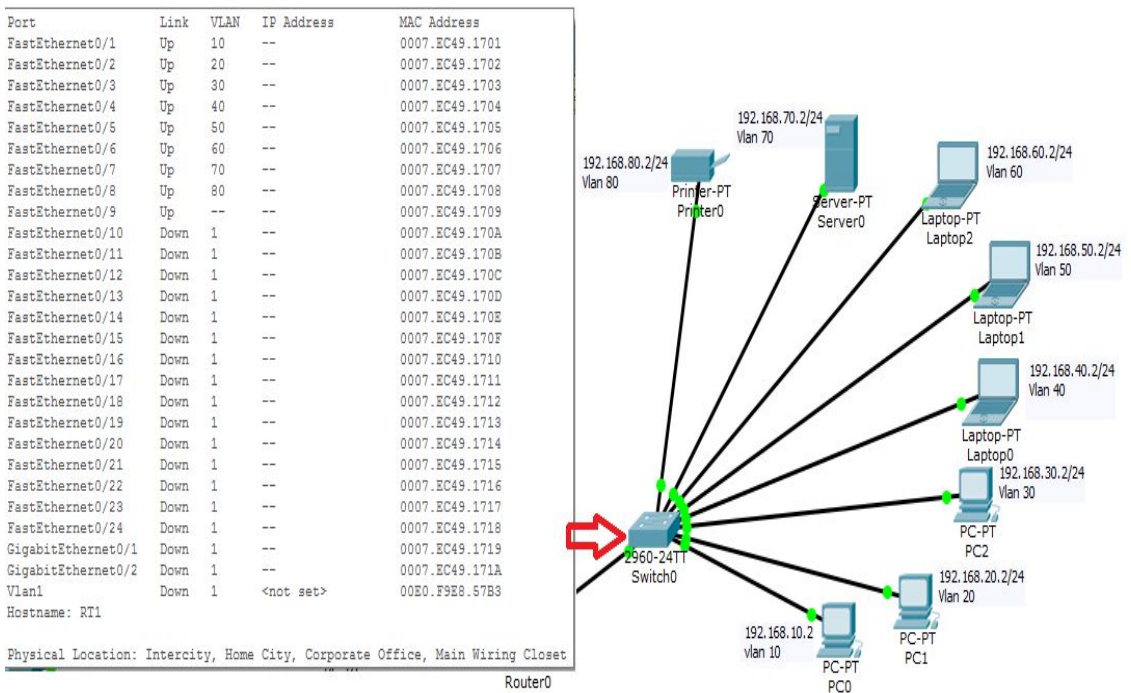 Port Link VLAN IP Address MAC Address
FastEthernet0/1 Up 10 -- 0007.EC49.1701
FastEthernet0/2 Up 20 -- 0007.EC49.1702
FastEthernet0/3 Up 30 -- 0007.EC49.1703
FastEthernet0/4 Up 40 -- 0007.EC49.1704
FastEthernet0/5 Up 50 -- 0007.EC49.1705
FastEthernet0/6 Up 60 -- 0007.EC49.1706
FastEthernet0/7 Up 70 -- 0007.EC49.1707
FastEthernet0/8 Up 80 -- 0007.EC49.1708
FastEthernet0/9 Up -- -- 0007.EC49.1709
FastEthernet0/10 Down 1 -- 0007.EC49.170A
FastEthernet0/11 Down 1 -- 0007.EC49.170B
FastEthernet0/12 Down 1 -- 0007.EC49.170C
FastEthernet0/13 Down 1 -- 0007.EC49.170D
FastEthernet0/14 Down 1 -- 0007.EC49.170E
FastEthernet0/15 Down 1 -- 0007.EC49.170F
FastEthernet0/16 Down 1 -- 0007.EC49.1710
FastEthernet0/17 Down 1 -- 0007.EC49.1711
FastEthernet0/18 Down 1 -- 0007.EC49.1712
FastEthernet0/19 Down 1 -- 0007.EC49.1713
FastEthernet0/20 Down 1 -- 0007.EC49.1714
FastEthernet0/21 Down 1 -- 0007.EC49.1715
FastEthernet0/22 Down 1 -- 0007.EC49.1716
FastEthernet0/23 Down 1 -- 0007.EC49.1717
FastEthernet0/24 Down 1 -- 0007.EC49.1718
GigabitEthernet0/1 Down 1 -- 0007.EC49.1719
GigabitEthernet0/2 Down 1 -- 0007.EC49.171A
Vlan1 Down 1 <not set> 00E0.F9E8.57B3
Hostname: RT1
Physical Location: Intercity, Home City, Corporate Office, Main Wiring Closet
Router0
192.168.80.2/24
Vlan 80
Printer-PT
Printer0
192.168.70.2/24
Vlan 70
Server-PT
Server0
192.168.60.2/24
Vlan 60
Laptop-PT
Laptop2
192.168.50.2/24
Vlan 50
Laptop-PT
Laptop1
192.168.40.2/24
Vlan 40
Laptop-PT
Laptop0
192.168.30.2/24
Vlan 30
PC-PT
PC2
2960-24TT
Switch0
192.168.20.2/24
Vlan 20
PC-PT
PC1
192.168.10.2
vlan 10
PC-PT
PC0